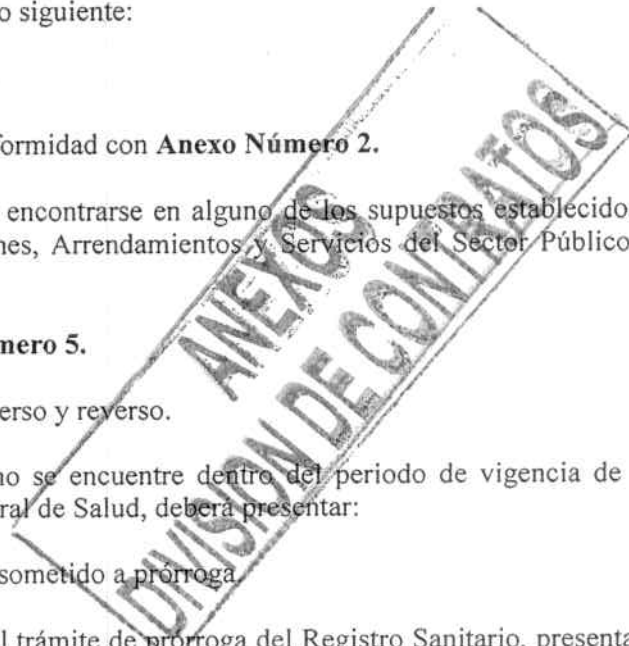 o siguiente:
formidad con Anexo Número 2.
encontrarse en alguno de los supuestos establecido
nes, Arrendamientos y Servicios del Sector Público
mero 5.
erso y reverso.
no se encuentre dentro del periodo de vigencia de
ral de Salud, deberá presentar:
sometido a prórroga.
l trámite de prórroga del Registro Sanitario, presenta
ANEXOS
DIVISION DE CONTRATOS